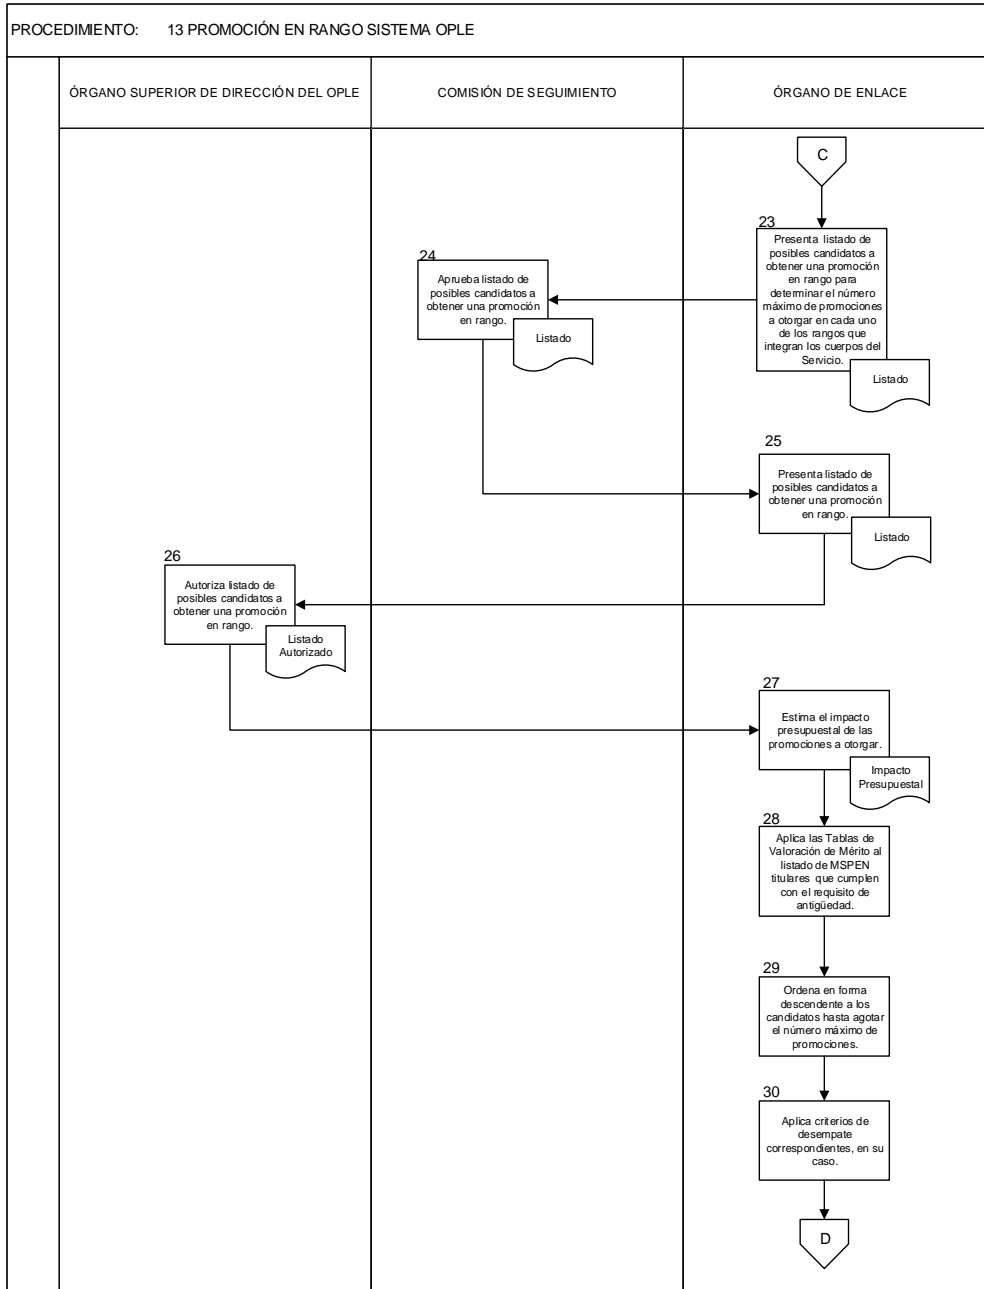 PROCEDIMIENTO: 13 PROMOCIÓN EN RANGO SISTEMA OPLE
ÓRGANO SUPERIOR DE DIRECCIÓN DEL OPLE
COMISIÓN DE SEGUIMIENTO
ÓRGANO DE ENLACE
C
23
Presenta listado de
posibles candidatos a
obtener una promoción
en rango para
determinar el número
máximo de promociones
a otorgar en cada uno
de los rangos que
integran los cuerpos del
Servicio.
Listado
24
Aprueba listado de
posibles candidatos a
obtener una promoción
en rango.
Listado
25
Presenta listado de
posibles candidatos a
obtener una promoción
en rango.
Listado
26
Autoriza listado de
posibles candidatos a
obtener una promoción
en rango.
Listado
Autorizado
27
Estima el impacto
presupuestal de las
promociones a otorgar.
Impacto
Presupuestal
28
Aplica las Tablas de
Valoración de Mérito al
listado de MSPEN
titulares que cumplen
con el requisito de
antigüedad.
29
Ordena en forma
descendente a los
candidatos hasta agotar
el número máximo de
promociones.
30
Aplica criterios de
desempate
correspondientes, en su
caso.
D